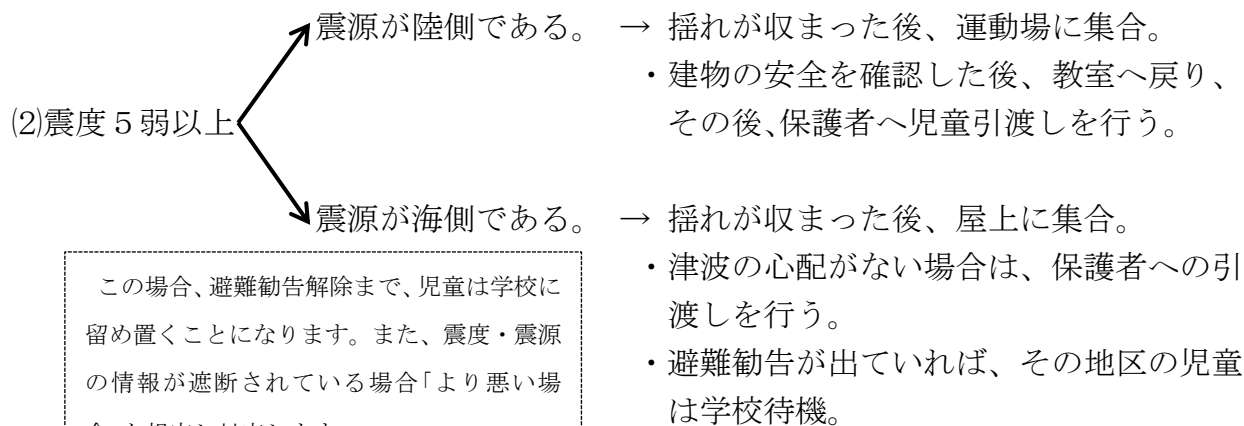 震源が陸側である。 → 揺れが収まった後、運動場に集合。
・建物の安全を確認した後、教室へ戻り、
⑵震度５弱以上
その後、保護者へ児童引渡しを行う。
震源が海側である。 → 揺れが収まった後、屋上に集合。
・津波の心配がない場合は、保護者への引
渡しを行う。
・避難勧告が出ていれば、その地区の児童
は学校待機。
この場合、避難勧告解除まで、児童は学校に
留め置くことになります。また、震度・震源
の情報が遮断されている場合「より悪い場